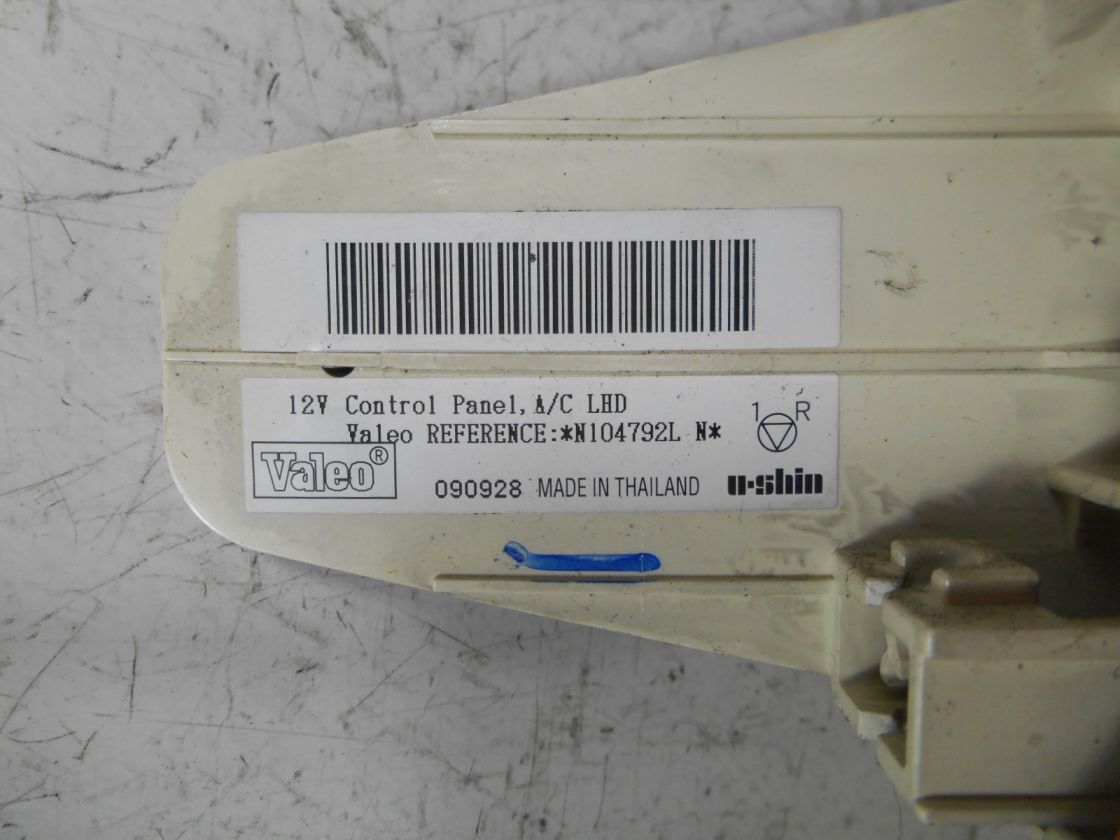 12V Control Panel, A/C LHD
Valeo REFERENCE:*N104792L N*
1 R
Valeo®
090928 MADE IN THAILAND
u-shin